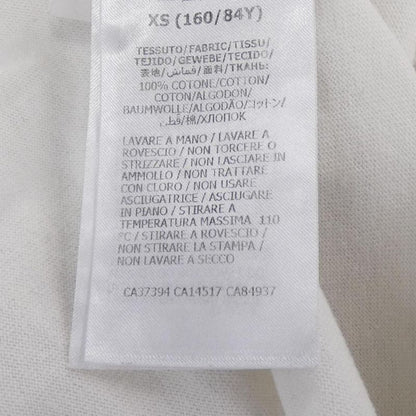 XS (160/84Y)
TESSUTO/FABRIC/TISSU/
TEJIDO/GEWEBE/TECIDO/
表地/قماش/面料/ТКАНЬ:
100% COTONE/COTTON/
COTON/ALGODON/
BAUMWOLLE/ALGODÃO/コットン/
قطن/棉/ХЛОПОК
LAVARE A MANO / LAVARE A
ROVESCIO / NON TORCERE O
STRIZZARE / NON LASCIARE IN
AMMOLLO / NON TRATTARE
CON CLORO / NON USARE
ASCIUGATRICE / ASCIUGARE
IN PIANO / STIRARE A
TEMPERATURA MASSIMA 110
°C / STIRARE A ROVESCIO /
NON STIRARE LA STAMPA /
NON LAVARE A SECCO
CA37394 CA14517 CA84937